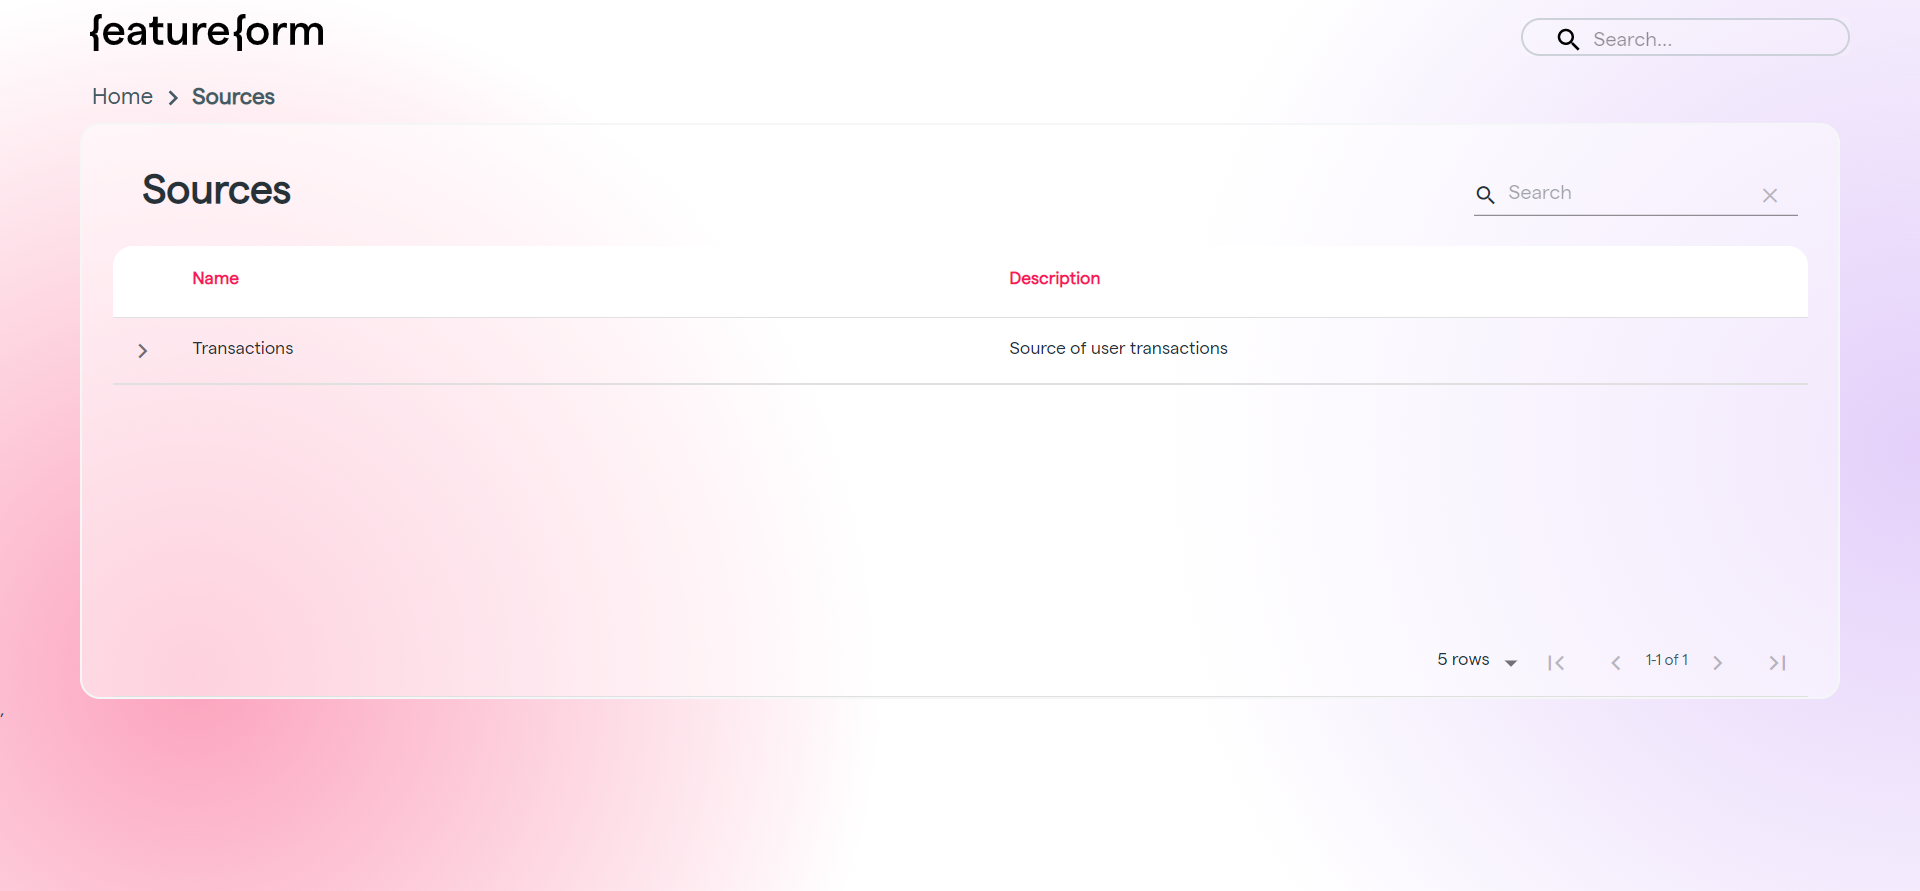 {eature{orm
Search...
Home > Sources
Sources
Search
Name Description
Transactions Source of user transactions
5 rows 1-1 of 1
,